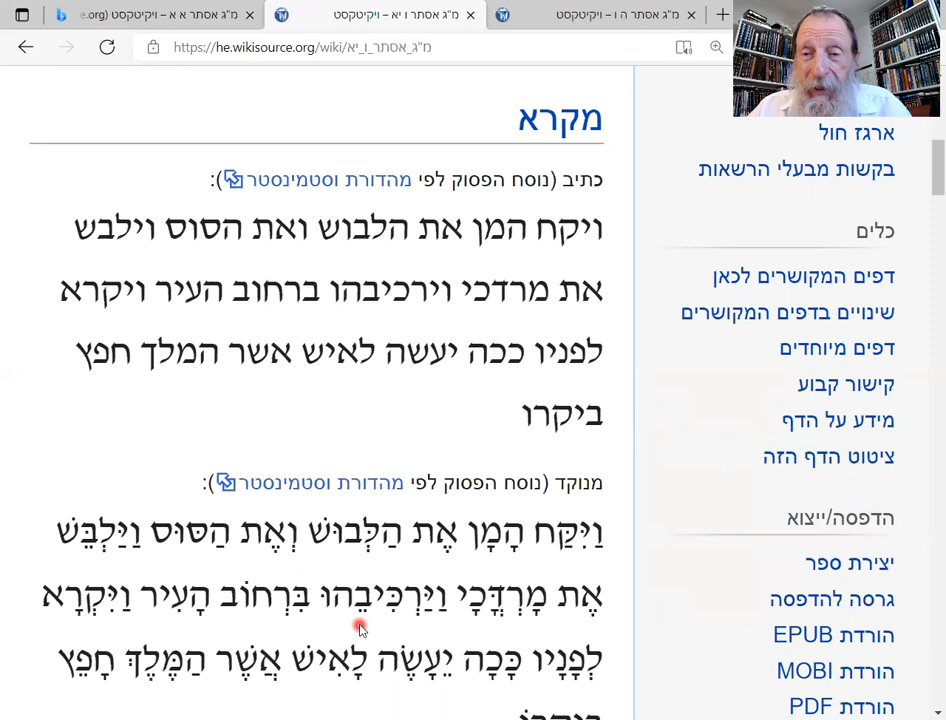 מ"ג אסתר א א – ויקיטקסט (e.org
מ"ג אסתר ו יא – ויקיטקסט
מ"ג אסתר ה ו – ויקיטקסט
https://he.wikisource.org/wiki/מ"ג_אסתר_ו_יא
מקרא
כתיב (נוסח הפסוק לפי מהדורת וסטמינסטר):
ויקח המן את הלבוש ואת הסוס וילבש
את מרדכי וירכיבהו ברחוב העיר ויקרא
לפניו ככה יעשה לאיש אשר המלך חפץ
ביקרו
מנוקד (נוסח הפסוק לפי מהדורת וסטמינסטר):
וַיִּקַּח הָמָן אֶת הַלְּבוּשׁ וְאֶת הַסּוּס וַיַּלְבֵּשׁ
אֶת מָרְדֳּכָי וַיַּרְכִּיבֵהוּ בִּרְחוֹב הָעִיר וַיִּקְרָא
לְפָנָיו כָּכָה יֵעָשֶׂה לָאִישׁ אֲשֶׁר הַמֶּלֶךְ חָפֵץ
ארגז חול
בקשות מבעלי הרשאות
כלים
דפים המקושרים לכאן
שינויים בדפים המקושרים
דפים מיוחדים
קישור קבוע
מידע על הדף
ציטוט הדף הזה
הדפסה/ייצוא
יצירת ספר
גרסה להדפסה
הורדת EPUB
הורדת MOBI
הורדת PDF